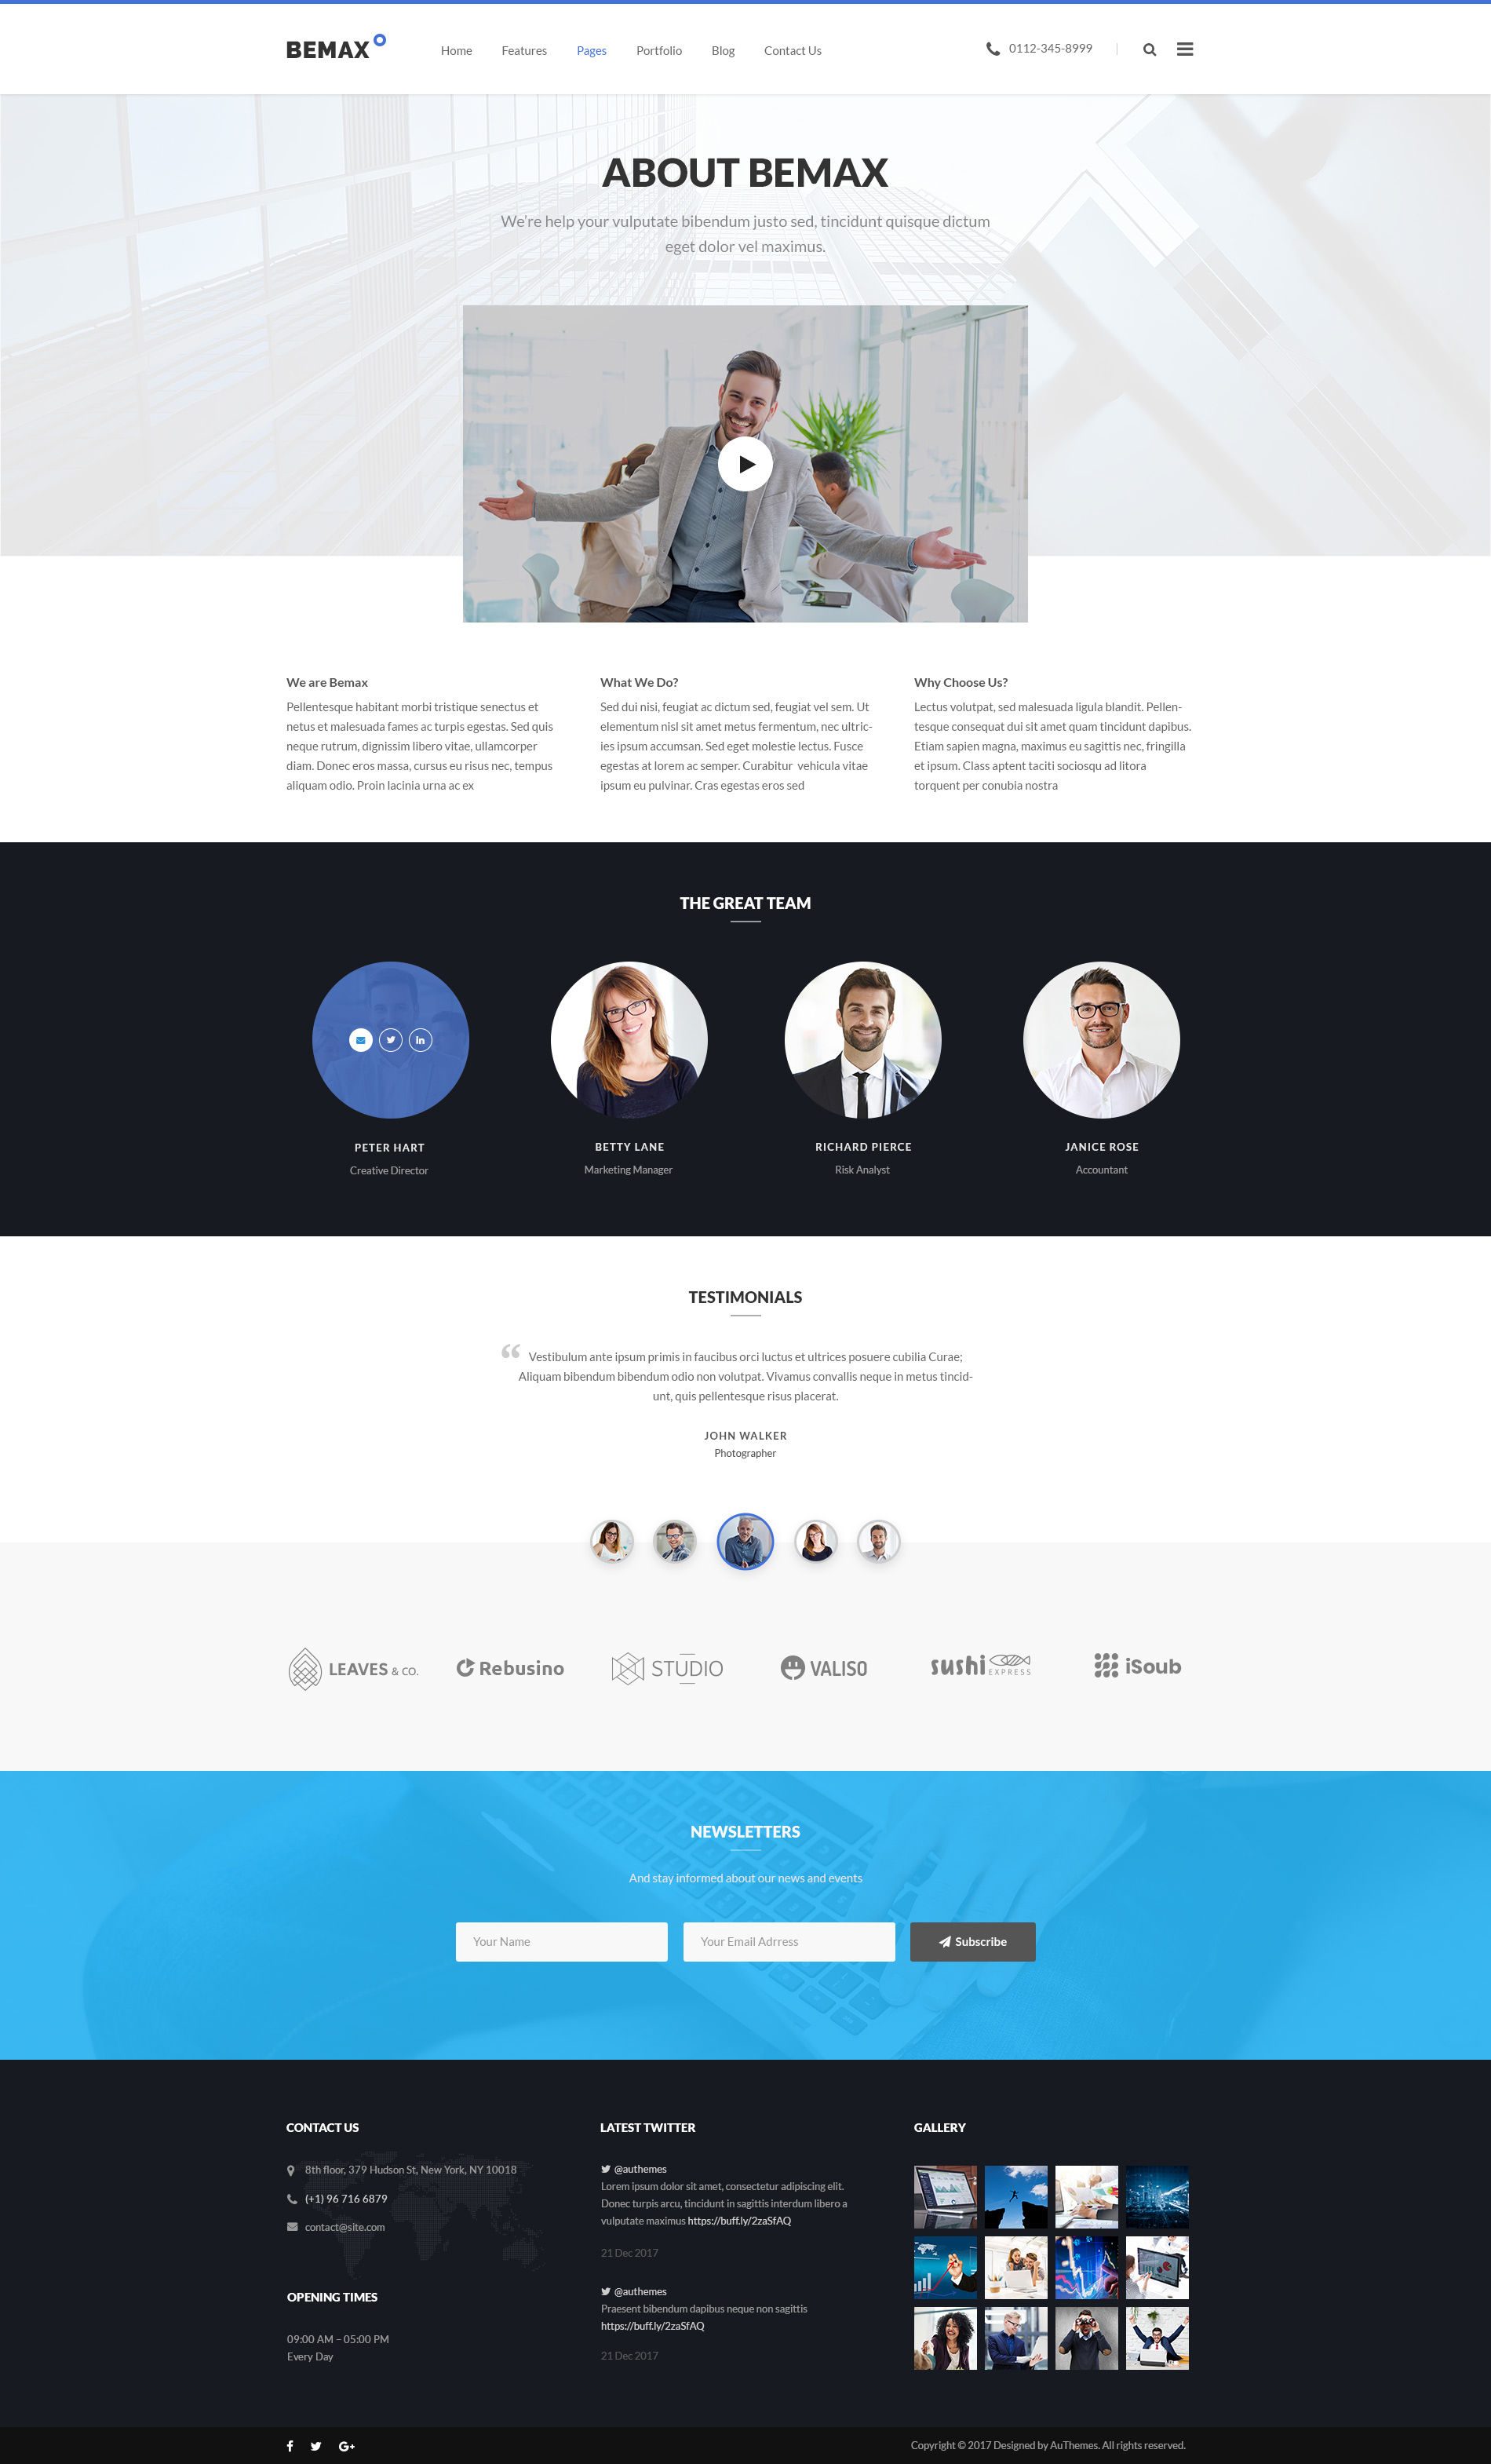 BEMAX
Home Features Pages Portfolio Blog Contact Us
0112-345-8999
ABOUT BEMAX
We're help your vulputate bibendum justo sed, tincidunt quisque dictum
eget dolor vel maximus.
We are Bemax
Pellentesque habitant morbi tristique senectus et
netus et malesuada fames ac turpis egestas. Sed quis
neque rutrum, dignissim libero vitae, ullamcorper
diam. Donec eros massa, cursus eu risus nec, tempus
aliquam odio. Proin lacinia urna ac ex
What We Do?
Sed dui nisi, feugiat ac dictum sed, feugiat vel sem. Ut
elementum nisl sit amet metus fermentum, nec ultric-
ies ipsum accumsan. Sed eget molestie lectus. Fusce
egestas at lorem ac semper. Curabitur vehicula vitae
ipsum eu pulvinar. Cras egestas eros sed
Why Choose Us?
Lectus volutpat, sed malesuada ligula blandit. Pellen-
tesque consequat dui sit amet quam tincidunt dapibus.
Etiam sapien magna, maximus eu sagittis nec, fringilla
et ipsum. Class aptent taciti sociosqu ad litora
torquent per conubia nostra
THE GREAT TEAM
in
PETER HART
Creative Director
BETTY LANE
Marketing Manager
RICHARD PIERCE
Risk Analyst
JANICE ROSE
Accountant
TESTIMONIALS
“ Vestibulum ante ipsum primis in faucibus orci luctus et ultrices posuere cubilia Curae;
Aliquam bibendum bibendum odio non volutpat. Vivamus convallis neque in metus tincid-
unt, quis pellentesque risus placerat.
JOHN WALKER
Photographer
LEAVES & CO.
Rebusino
STUDIO
VALISO
sushi EXPRESS
iSoub
NEWSLETTERS
And stay informed about our news and events
Your Name
Your Email Adrress
Subscribe
CONTACT US
8th floor, 379 Hudson St, New York, NY 10018
(+1) 96 716 6879
contact@site.com
OPENING TIMES
09:00 AM – 05:00 PM
Every Day
LATEST TWITTER
@authemes
Lorem ipsum dolor sit amet, consectetur adipiscing elit.
Donec turpis arcu, tincidunt in sagittis interdum libero a
vulputate maximus https://buff.ly/2zaSfAQ
21 Dec 2017
@authemes
Praesent bibendum dapibus neque non sagittis
https://buff.ly/2zaSfAQ
21 Dec 2017
GALLERY
f G+
Copyright © 2017 Designed by AuThemes. All rights reserved.